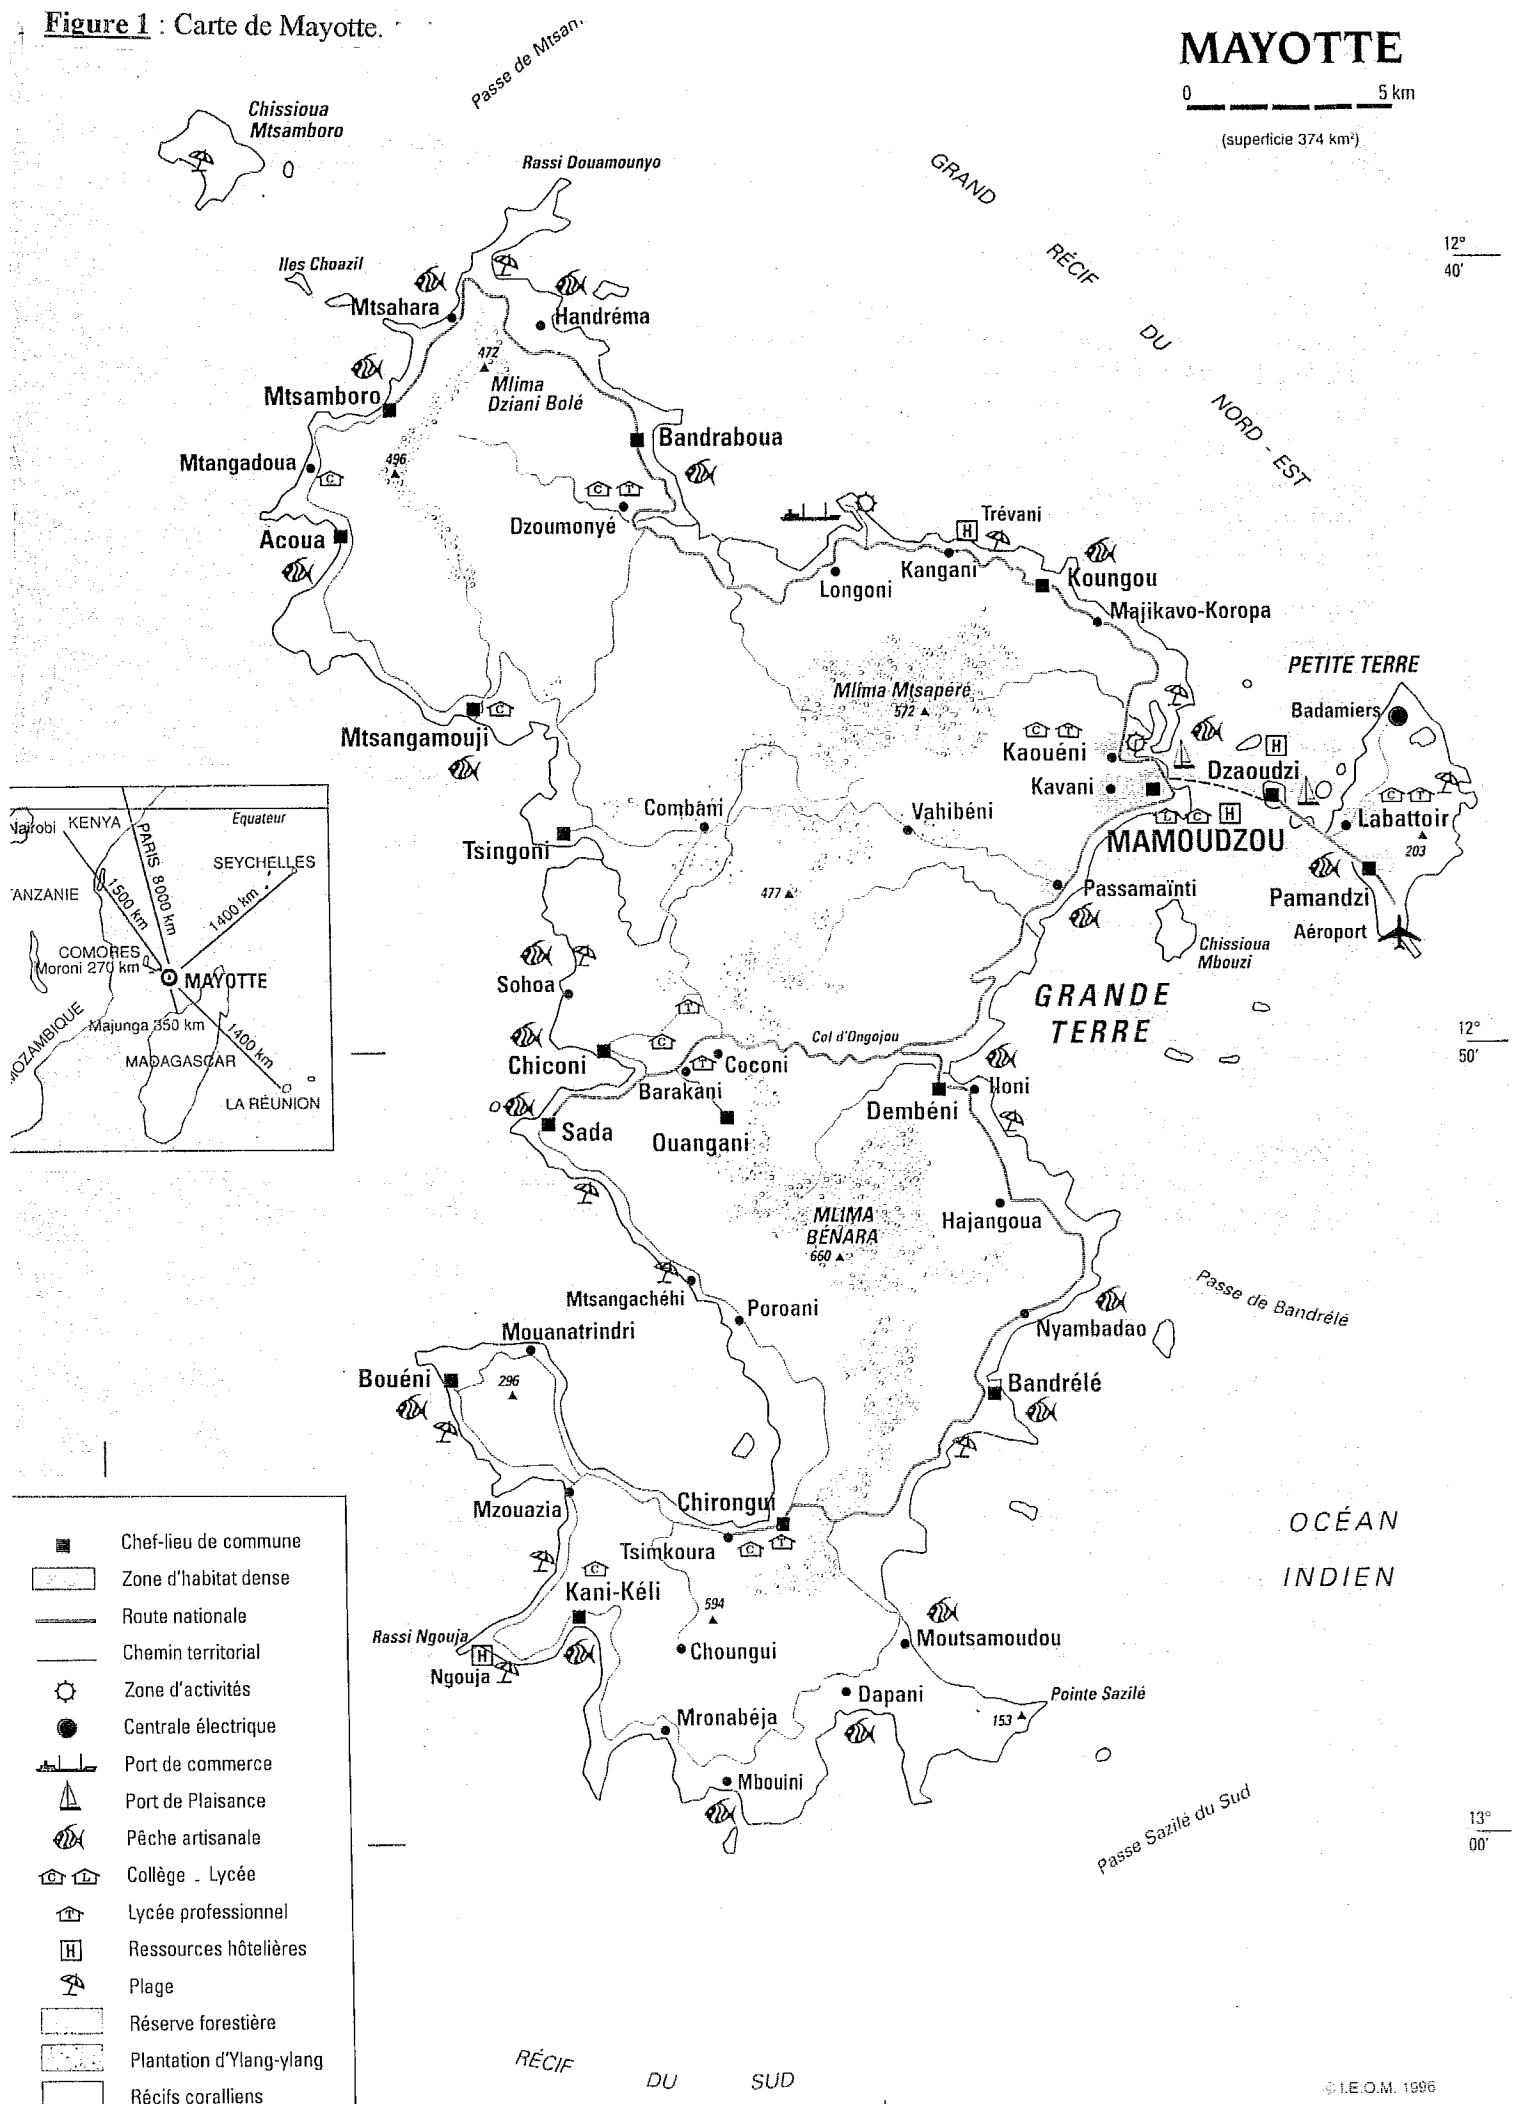 Figure 1 : Carte de Mayotte.
Passe de Mtsan
MAYOTTE
0 5 km
(superficie 374 km²)
Chissioua
Mtsamboro
Rassi Douamounyo
GRAND
RÉCIF
DU
NORD - EST
12°
40'
Iles Choazil
Mtsahara
Handréma
472
Mlima
Dziani Bolé
Mtsamboro
Bandraboua
Mtangadoua
C
496
C T
Dzoumonyé
Acoua
H
Trévani
Kangani
Longoni
Koungou
Majikavo-Koropa
PETITE TERRE
Badamiers
Mlima Mtsapéré
572
C
Mtsangamouji
C T
Kaouéni
H
Dzaoudzi
Kavani
C T
Labattoir
203
Combani
Vahibéni
L C H
MAMOUDZOU
Tsingoni
477
Passamaïnti
Pamandzi
Aéroport
Chissioua
Mbouzi
Nairobi
KENYA
PARIS 8000 km
Equateur
SEYCHELLES
1500 km
1400 km
ANZANIE
COMORES
Moroni 270 km
MAYOTTE
Majunga 350 km
1400 km
MOZAMBIQUE
MADAGASCAR
LA RÉUNION
Sohoa
GRANDE
TERRE
T
C
Col d'Ongojou
12°
50'
Chiconi
T
Coconi
Barakani
Iloni
Dembéni
Sada
Ouangani
MLIMA
BÉNARA
660
Hajangoua
Passe de Bandrélé
Mtsangachéhi
Poroani
Nyambadao
Mouanatrindri
Bouéni
296
Bandrélé
Mzouazia
Chirongui
Tsimkoura
C T
OCÉAN
INDIEN
C
Kani-Kéli
594
Rassi Ngouja
H
Ngouja
Choungui
Moutsamoudou
Dapani
Pointe Sazilé
153
Mronabéja
Mbouini
Passe Sazilé du Sud
13°
00'
Chef-lieu de commune
Zone d'habitat dense
Route nationale
Chemin territorial
Zone d'activités
Centrale électrique
Port de commerce
Port de Plaisance
Pêche artisanale
C L Collège - Lycée
T Lycée professionnel
H Ressources hôtelières
Plage
Réserve forestière
Plantation d'Ylang-ylang
Récifs coralliens
RÉCIF
DU
SUD
© I.E.O.M. 1996